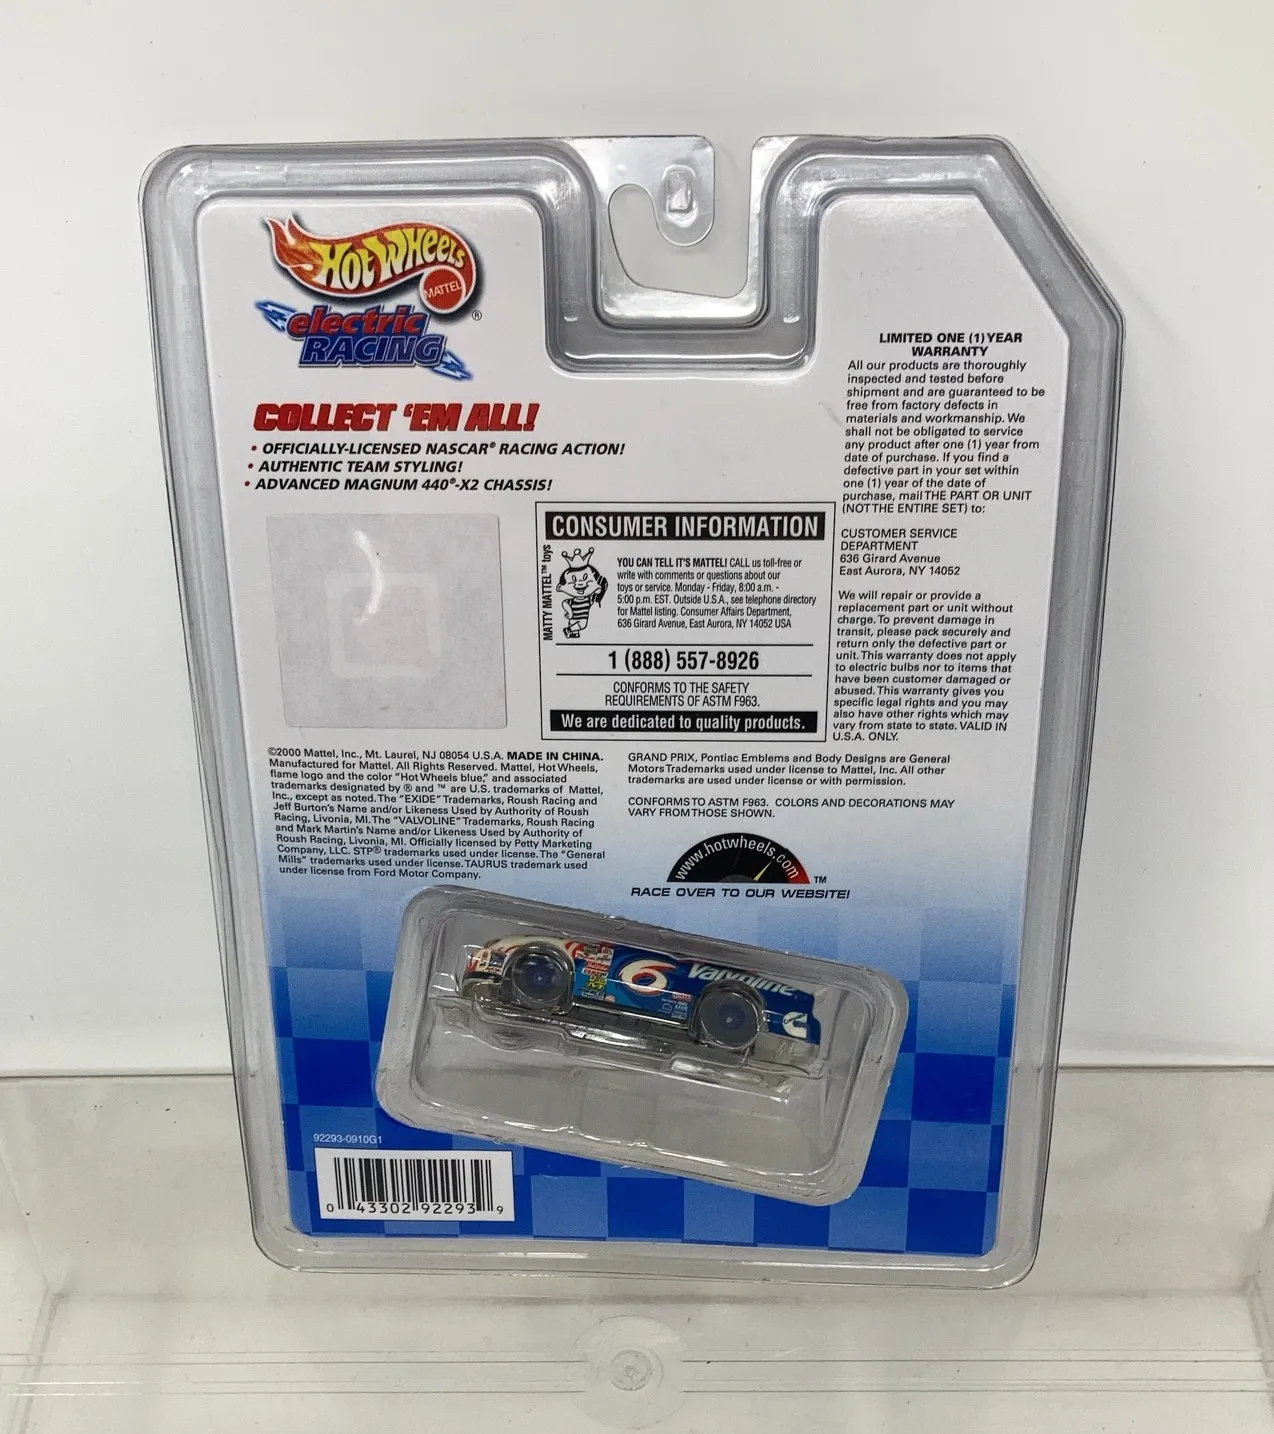 HOT WHEELS
MATTEL
®
electric
RACING
COLLECT 'EM ALL!
• OFFICIALLY-LICENSED NASCAR® RACING ACTION!
• AUTHENTIC TEAM STYLING!
• ADVANCED MAGNUM 440®-X2 CHASSIS!
LIMITED ONE (1) YEAR
WARRANTY
All our products are thoroughly
inspected and tested before
shipment and are guaranteed to be
free from factory defects in
materials and workmanship. We
shall not be obligated to service
any product after one (1) year from
date of purchase. If you find a
defective part in your set within
one (1) year of the date of
purchase, mail THE PART OR UNIT
(NOT THE ENTIRE SET) to:
CUSTOMER SERVICE
DEPARTMENT
636 Girard Avenue
East Aurora, NY 14052
We will repair or provide a
replacement part or unit without
charge. To prevent damage in
transit, please pack securely and
return only the defective part or
unit. This warranty does not apply
to electric bulbs nor to items that
have been customer damaged or
abused. This warranty gives you
specific legal rights and you may
also have other rights which may
vary from state to state. VALID IN
U.S.A. ONLY.
CONSUMER INFORMATION
MATTY MATTEL™ toys
YOU CAN TELL IT'S MATTEL! CALL us toll-free or
write with comments or questions about our
toys or service. Monday - Friday, 8:00 a.m. -
5:00 p.m. EST. Outside U.S.A., see telephone directory
for Mattel listing. Consumer Affairs Department,
636 Girard Avenue, East Aurora, NY 14052 USA
1 (888) 557-8926
CONFORMS TO THE SAFETY
REQUIREMENTS OF ASTM F963.
We are dedicated to quality products.
©2000 Mattel, Inc., Mt. Laurel, NJ 08054 U.S.A. MADE IN CHINA.
Manufactured for Mattel. All Rights Reserved. Mattel, Hot Wheels,
flame logo and the color "Hot Wheels blue," and associated
trademarks designated by ® and ™ are U.S. trademarks of Mattel,
Inc., except as noted. The "EXIDE" Trademarks, Roush Racing and
Jeff Burton's Name and/or Likeness Used by Authority of Roush
Racing, Livonia, MI. The "VALVOLINE" Trademarks, Roush Racing
and Mark Martin's Name and/or Likeness Used by Authority of
Roush Racing, Livonia, MI. Officially licensed by Petty Marketing
Company, LLC. STP® trademarks used under license. The "General
Mills" trademarks used under license. TAURUS trademark used
under license from Ford Motor Company.
GRAND PRIX, Pontiac Emblems and Body Designs are General
Motors Trademarks used under license to Mattel, Inc. All other
trademarks are used under license or with permission.
CONFORMS TO ASTM F963. COLORS AND DECORATIONS MAY
VARY FROM THOSE SHOWN.
www.hotwheels.com
TM
RACE OVER TO OUR WEBSITE!
6
Valvoline
92293-0910G1
0 43302 92293 9